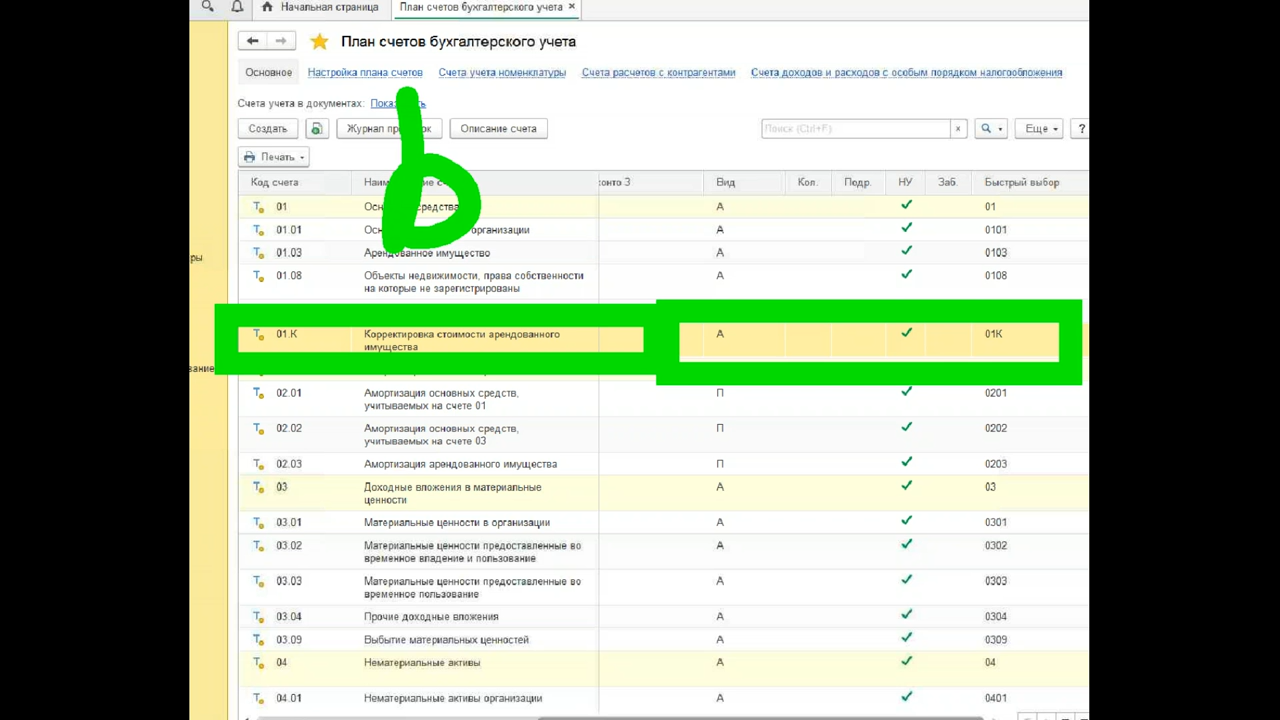 Начальная страница План счетов бухгалтерского учета ×
План счетов бухгалтерского учета
Основное Настройка плана счетов Счета учета номенклатуры Счета расчетов с контрагентами Счета доходов и расходов с особым порядком налогообложения
Счета учета в документах:
Создать Журнал Описание счета Поиск (Ctrl+F) × Еще ?
Печать
Код счета Вид Кол. Подр. НУ Заб. Быстрый выбор
01 А 01
01.01 организации А 0101
01.03 Арендованное имущество А 0103
01.08 Объекты недвижимости, права собственности А 0108
на которые не зарегистрированы
01.К Корректировка стоимости арендованного А 01К
имущества
02.01 Амортизация основных средств, П 0201
учитываемых на счете 01
02.02 Амортизация основных средств, П 0202
учитываемых на счете 03
02.03 Амортизация арендованного имущества П 0203
03 Доходные вложения в материальные А 03
ценности
03.01 Материальные ценности в организации А 0301
03.02 Материальные ценности предоставленные во А 0302
временное владение и пользование
03.03 Материальные ценности предоставленные во А 0303
временное пользование
03.04 Прочие доходные вложения А 0304
03.09 Выбытие материальных ценностей А 0309
04 Нематериальные активы А 04
04.01 Нематериальные активы организации А 0401